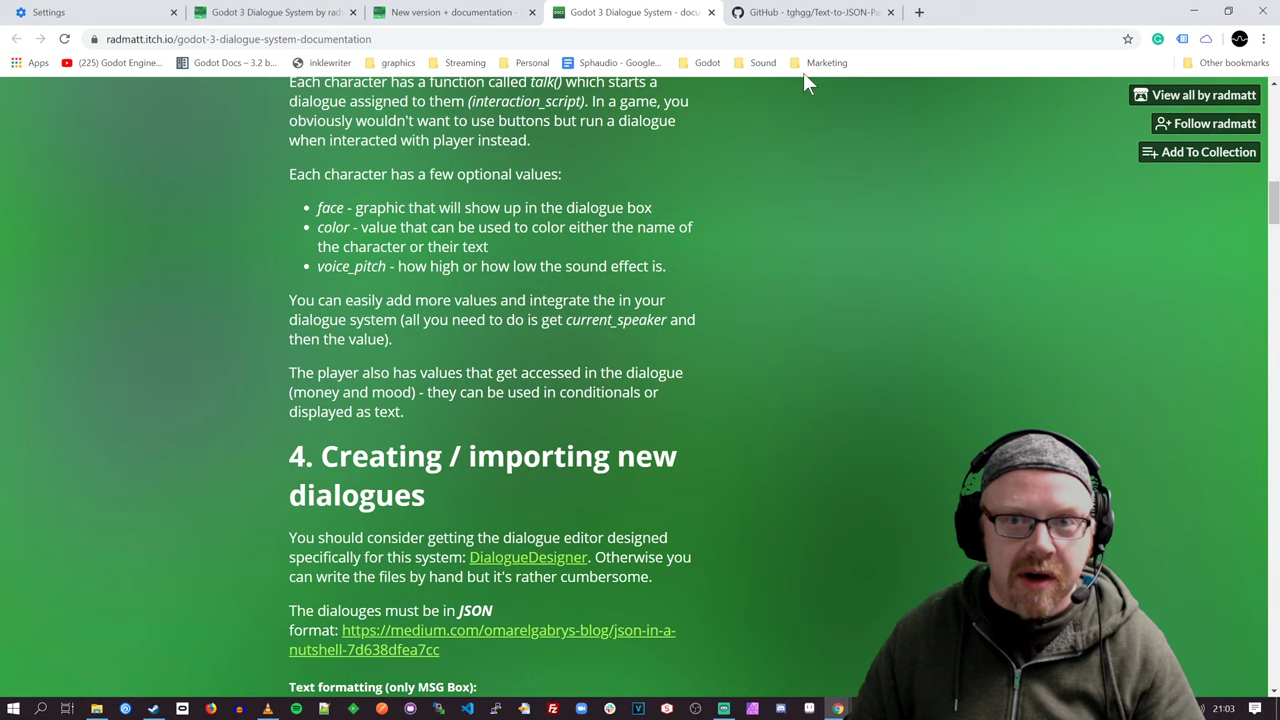 Settings
Godot 3 Dialogue System by rad
New version + documentation -
Godot 3 Dialogue System - docu
GitHub - tghgg/Text-to-JSON-Pa
radmatt.itch.io/godot-3-dialogue-system-documentation
Apps
(225) Godot Engine...
Godot Docs – 3.2 b...
inklewriter
graphics
Streaming
Personal
Sphaudio - Google...
Godot
Sound
Marketing
Other bookmarks
Each character has a function called talk() which starts a
dialogue assigned to them (interaction_script). In a game, you
obviously wouldn't want to use buttons but run a dialogue
when interacted with player instead.
Each character has a few optional values:
• face - graphic that will show up in the dialogue box
• color - value that can be used to color either the name of
the character or their text
• voice_pitch - how high or how low the sound effect is.
You can easily add more values and integrate the in your
dialogue system (all you need to do is get current_speaker and
then the value).
The player also has values that get accessed in the dialogue
(money and mood) - they can be used in conditionals or
displayed as text.
4. Creating / importing new
dialogues
You should consider getting the dialogue editor designed
specifically for this system: DialogueDesigner. Otherwise you
can write the files by hand but it's rather cumbersome.
The dialouges must be in JSON
format: https://medium.com/omarelgabrys-blog/json-in-a-
nutshell-7d638dfea7cc
Text formatting (only MSG Box):
View all by radmatt
Follow radmatt
Add To Collection
21:03